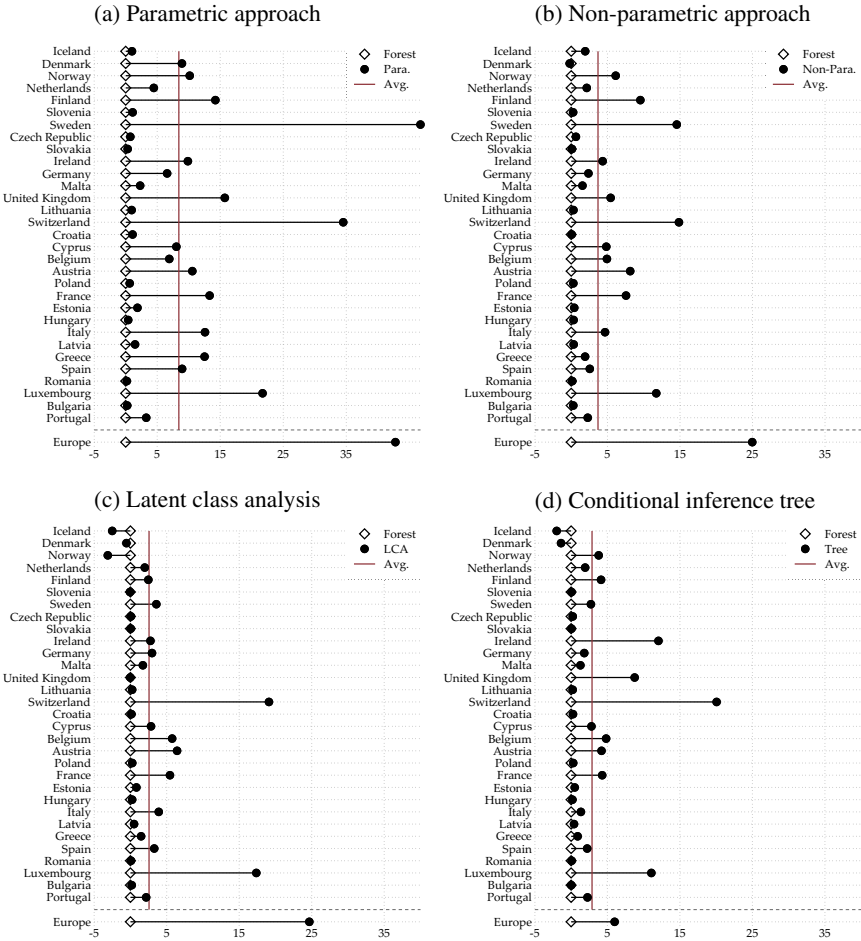 (a) Parametric approach
Iceland
Denmark
Norway
Netherlands
Finland
Slovenia
Sweden
Czech Republic
Slovakia
Ireland
Germany
Malta
United Kingdom
Lithuania
Switzerland
Croatia
Cyprus
Belgium
Austria
Poland
France
Estonia
Hungary
Italy
Latvia
Greece
Spain
Romania
Luxembourg
Bulgaria
Portugal
Europe
-5 5 15 25 35
Forest
Para.
Avg.
(b) Non-parametric approach
Iceland
Denmark
Norway
Netherlands
Finland
Slovenia
Sweden
Czech Republic
Slovakia
Ireland
Germany
Malta
United Kingdom
Lithuania
Switzerland
Croatia
Cyprus
Belgium
Austria
Poland
France
Estonia
Hungary
Italy
Latvia
Greece
Spain
Romania
Luxembourg
Bulgaria
Portugal
Europe
-5 5 15 25 35
Forest
Non-Para.
Avg.
(c) Latent class analysis
Iceland
Denmark
Norway
Netherlands
Finland
Slovenia
Sweden
Czech Republic
Slovakia
Ireland
Germany
Malta
United Kingdom
Lithuania
Switzerland
Croatia
Cyprus
Belgium
Austria
Poland
France
Estonia
Hungary
Italy
Latvia
Greece
Spain
Romania
Luxembourg
Bulgaria
Portugal
Europe
-5 5 15 25 35
Forest
LCA
Avg.
(d) Conditional inference tree
Iceland
Denmark
Norway
Netherlands
Finland
Slovenia
Sweden
Czech Republic
Slovakia
Ireland
Germany
Malta
United Kingdom
Lithuania
Switzerland
Croatia
Cyprus
Belgium
Austria
Poland
France
Estonia
Hungary
Italy
Latvia
Greece
Spain
Romania
Luxembourg
Bulgaria
Portugal
Europe
-5 5 15 25 35
Forest
Tree
Avg.